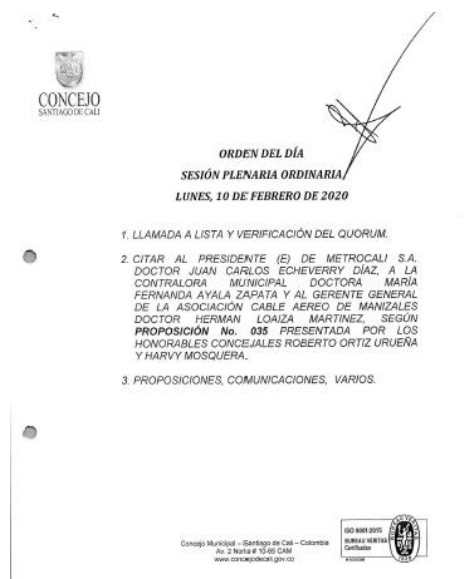 CONCEJO
SANTIAGO DE CALI
ORDEN DEL DÍA
SESIÓN PLENARIA ORDINARIA
LUNES, 10 DE FEBRERO DE 2020
1. LLAMADA A LISTA Y VERIFICACIÓN DEL QUORUM.
2. CITAR AL PRESIDENTE (E) DE METROCALI S.A.
DOCTOR JUAN CARLOS ECHEVERRY DÍAZ, A LA
CONTRALORA MUNICIPAL DOCTORA MARÍA
FERNANDA AYALA ZAPATA Y AL GERENTE GENERAL
DE LA ASOCIACIÓN CABLE AEREO DE MANIZALES
DOCTOR HERMAN LOAIZA MARTINEZ, SEGÚN
PROPOSICIÓN No. 035 PRESENTADA POR LOS
HONORABLES CONCEJALES ROBERTO ORTIZ URUEÑA
Y HARVY MOSQUERA.
3. PROPOSICIONES, COMUNICACIONES, VARIOS.
Concejo Municipal – Santiago de Cali – Colombia
Av. 2 Norte # 10-65 CAM
www.concejodecali.gov.co
ISO 9001:2015
BUREAU VERITAS
Certification